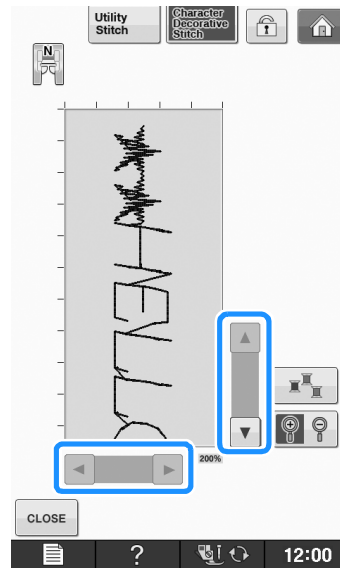 Utility
Stitch
Character
Decorative
Stitch
N
HELLO
200%
CLOSE
?
12:00